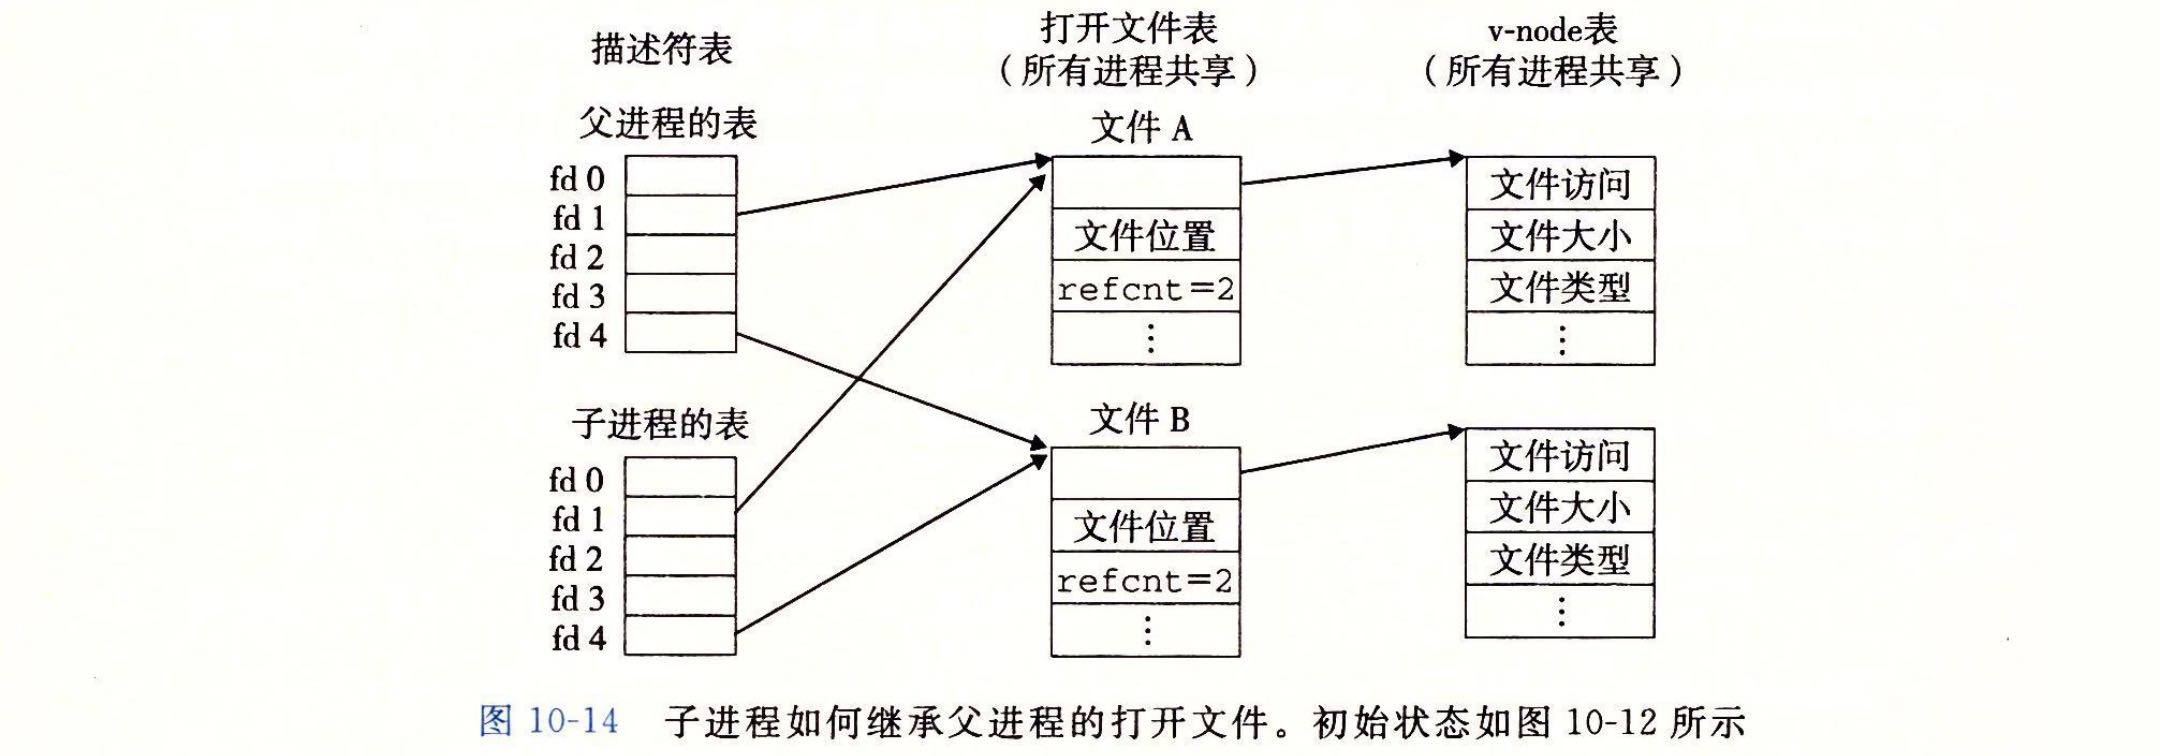 描述符表
打开文件表
（所有进程共享）
v-node表
（所有进程共享）
父进程的表
fd 0
fd 1
fd 2
fd 3
fd 4
子进程的表
fd 0
fd 1
fd 2
fd 3
fd 4
文件 A
文件位置
refcnt=2
⋮
文件 B
文件位置
refcnt=2
⋮
文件访问
文件大小
文件类型
⋮
文件访问
文件大小
文件类型
⋮
图 10-14 子进程如何继承父进程的打开文件。初始状态如图 10-12 所示